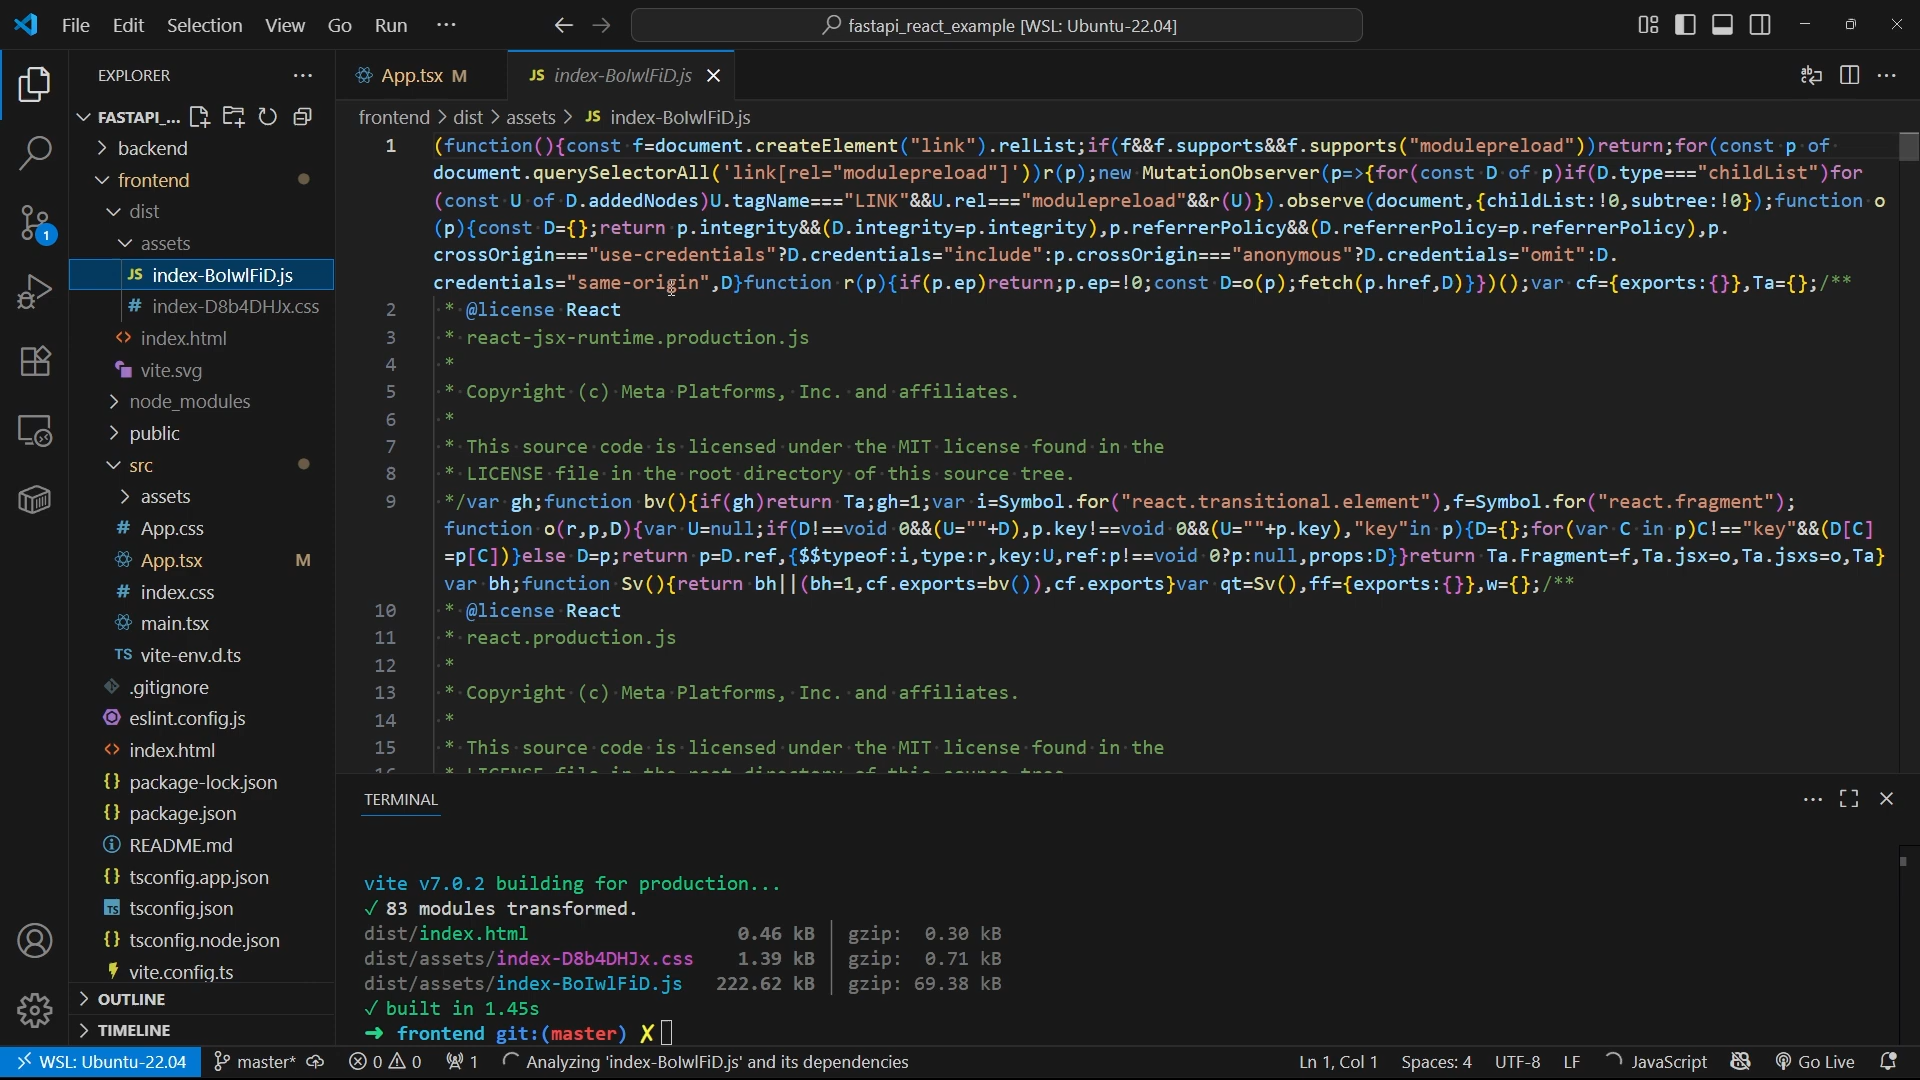 File Edit Selection View Go Run ···
fastapi_react_example [WSL: Ubuntu-22.04]
EXPLORER
FASTAPI_...
backend
frontend
dist
assets
JS index-BoIwlFiD.js
# index-D8b4DHJx.css
<> index.html
vite.svg
node_modules
public
src
assets
# App.css
App.tsx M
# index.css
main.tsx
TS vite-env.d.ts
.gitignore
eslint.config.js
<> index.html
{} package-lock.json
{} package.json
README.md
{} tsconfig.app.json
TS tsconfig.json
{} tsconfig.node.json
vite.config.ts
OUTLINE
TIMELINE
1
App.tsx M
JS index-BoIwlFiD.js
frontend > dist > assets > JS index-BoIwlFiD.js
1 (function(){const f=document.createElement("link").relList;if(f&&f.supports&&f.supports("modulepreload"))return;for(const p of
document.querySelectorAll('link[rel="modulepreload"]'))r(p);new MutationObserver(p=>{for(const D of p)if(D.type==="childList")for
(const U of D.addedNodes)U.tagName==="LINK"&&U.rel==="modulepreload"&&r(U)}).observe(document,{childList:!0,subtree:!0});function o
(p){const D={};return p.integrity&&(D.integrity=p.integrity),p.referrerPolicy&&(D.referrerPolicy=p.referrerPolicy),p.
crossOrigin==="use-credentials"?D.credentials="include":p.crossOrigin==="anonymous"?D.credentials="omit":D.
credentials="same-origin",D}function r(p){if(p.ep)return;p.ep=!0;const D=o(p);fetch(p.href,D)}})();var cf={exports:{}},Ta={};/**
2 * @license React
3 * react-jsx-runtime.production.js
4 *
5 * Copyright (c) Meta Platforms, Inc. and affiliates.
6 *
7 * This source code is licensed under the MIT license found in the
8 * LICENSE file in the root directory of this source tree.
9 */var gh;function bv(){if(gh)return Ta;gh=1;var i=Symbol.for("react.transitional.element"),f=Symbol.for("react.fragment");
function o(r,p,D){var U=null;if(D!==void 0&&(U=""+D),p.key!==void 0&&(U=""+p.key),"key"in p){D={};for(var C in p)C!=="key"&&(D[C]
=p[C])}else D=p;return p=D.ref,{$$typeof:i,type:r,key:U,ref:p!==void 0?p:null,props:D}}return Ta.Fragment=f,Ta.jsx=o,Ta.jsxs=o,Ta}
var bh;function Sv(){return bh||(bh=1,cf.exports=bv()),cf.exports}var qt=Sv(),ff={exports:{}},w={};/**
10 * @license React
11 * react.production.js
12 *
13 * Copyright (c) Meta Platforms, Inc. and affiliates.
14 *
15 * This source code is licensed under the MIT license found in the
16 * LICENSE file in the root directory of this source tree.
TERMINAL
vite v7.0.2 building for production...
✓ 83 modules transformed.
dist/index.html 0.46 kB │ gzip: 0.30 kB
dist/assets/index-D8b4DHJx.css 1.39 kB │ gzip: 0.71 kB
dist/assets/index-BoIwlFiD.js 222.62 kB │ gzip: 69.38 kB
✓ built in 1.45s
➜ frontend git:(master) ✗
WSL: Ubuntu-22.04 master* 0 0 1 Analyzing 'index-BoIwlFiD.js' and its dependencies Ln 1, Col 1 Spaces: 4 UTF-8 LF JavaScript Go Live